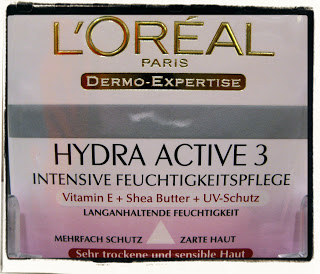 L'ORÉAL
PARIS
DERMO-EXPERTISE
HYDRA ACTIVE 3
INTENSIVE FEUCHTIGKEITSPFLEGE
Vitamin E + Shea Butter + UV-Schutz
LANGANHALTENDE FEUCHTIGKEIT
MEHRFACH SCHUTZ ZARTE HAUT
Sehr trockene und sensible Haut